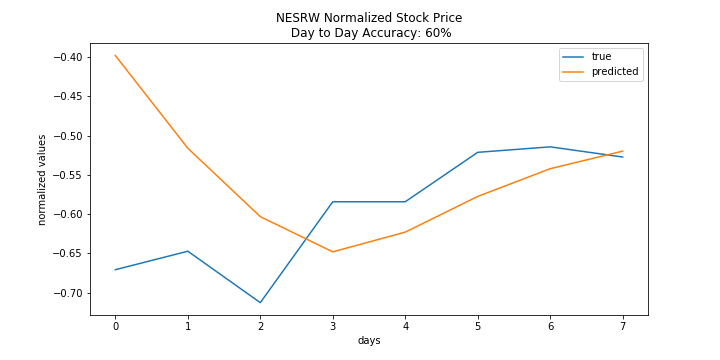 NESRW Normalized Stock Price
Day to Day Accuracy: 60%
true
predicted
normalized values
−0.40
−0.45
−0.50
−0.55
−0.60
−0.65
−0.70
0 1 2 3 4 5 6 7
days